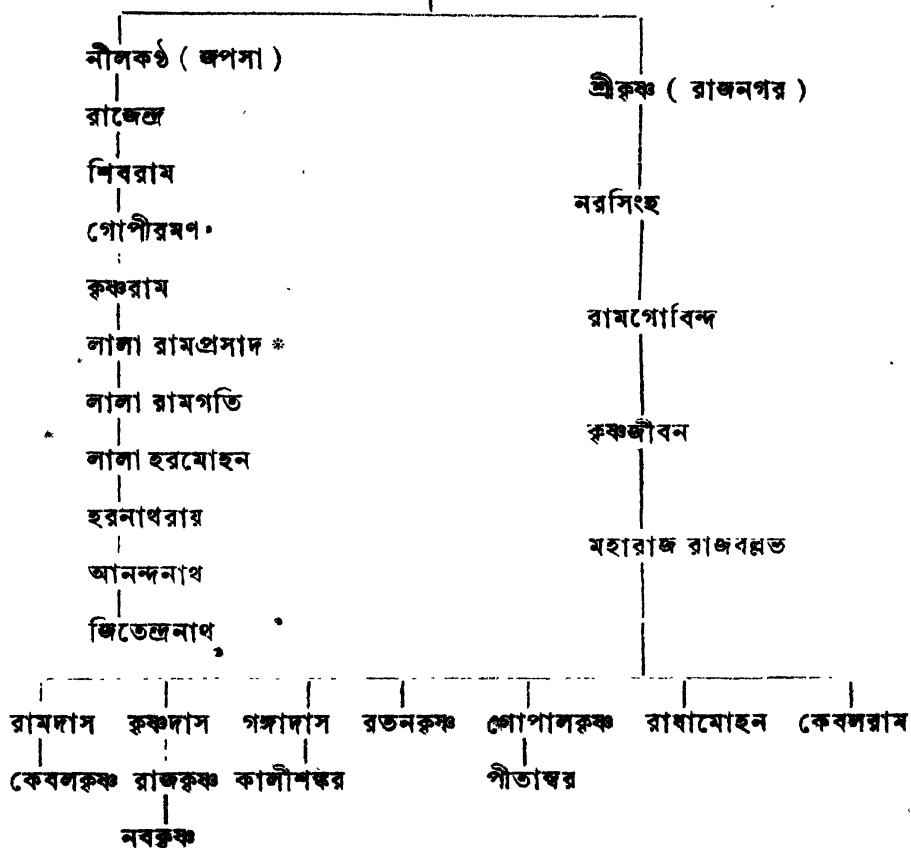 নীলকণ্ঠ ( জপসা )
শ্রীকৃষ্ণ ( রাজনগর )
রাজেন্দ্র
শিবরাম
নরসিংহ
গোপীরমণ
কৃষ্ণরাম
রামগোবিন্দ
লালা রামপ্রসাদ *
লালা রামগতি
কৃষ্ণজীবন
লালা হরমোহন
হরনাথরায়
মহারাজ রাজবল্লভ
আনন্দনাথ
জিতেন্দ্রনাথ
রামদাস কৃষ্ণদাস গঙ্গাদাস রতনকৃষ্ণ গোপালকৃষ্ণ রাধামোহন কেবলরাম
কেবলকৃষ্ণ রাজকৃষ্ণ কালীশঙ্কর পীতাম্বর
নবকৃষ্ণ